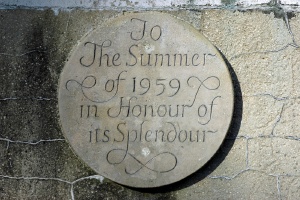 To
The Summer
of 1959
in Honour of
its Splendour